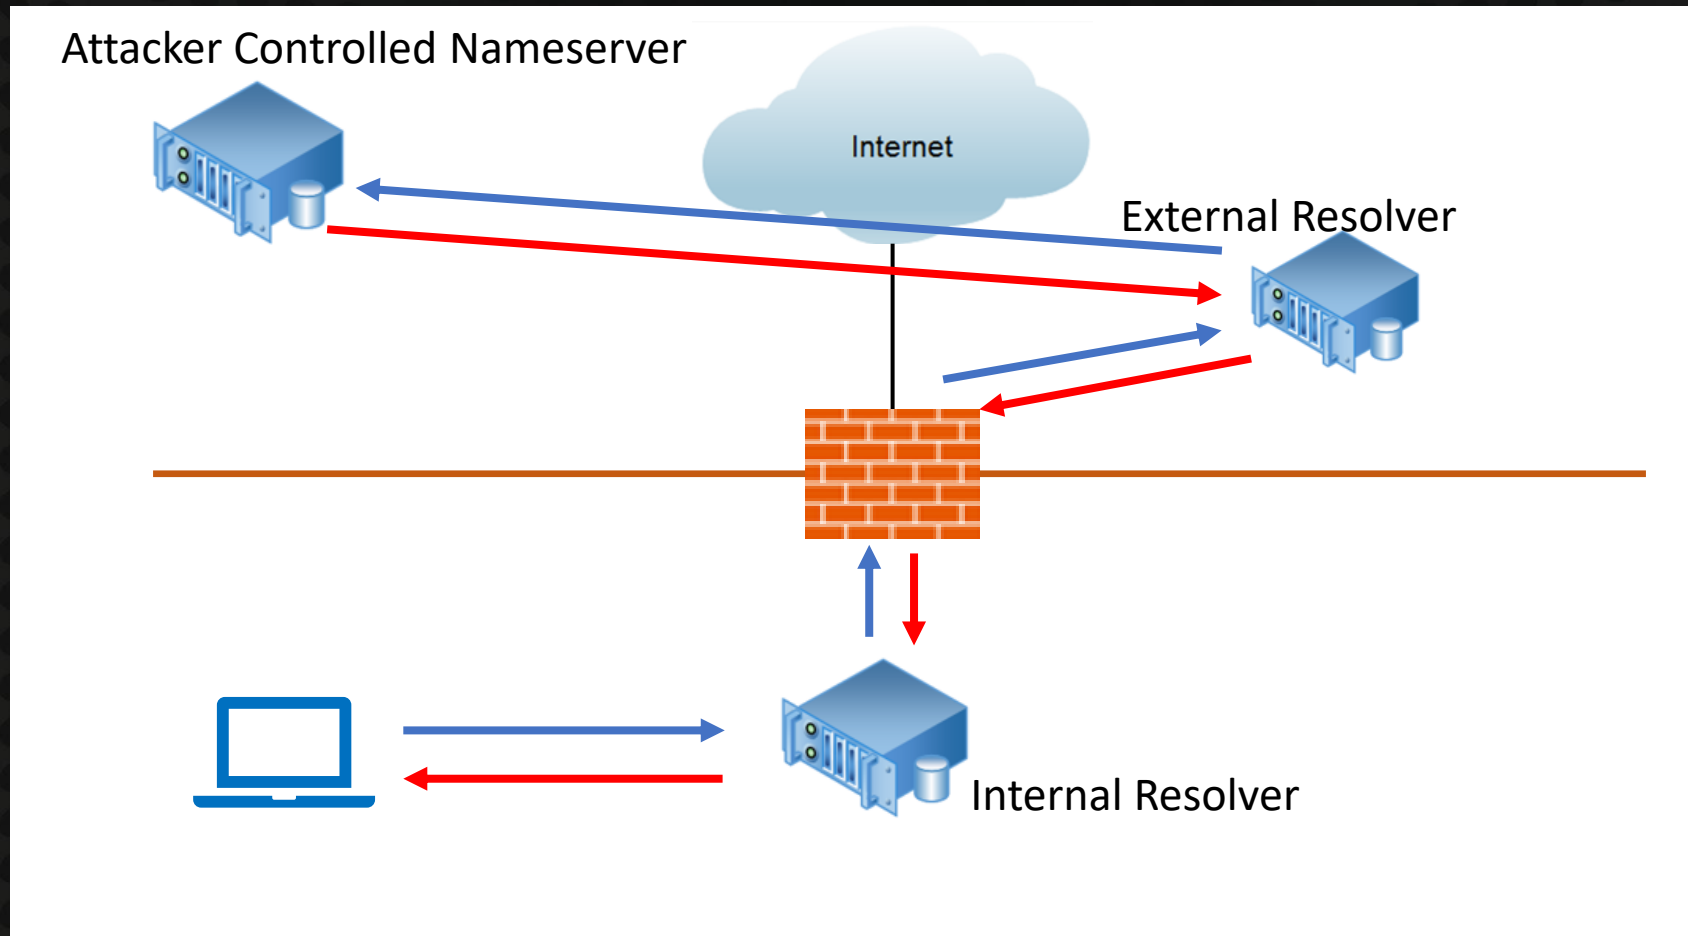 Attacker Controlled Nameserver
Internet
External Resolver
Internal Resolver